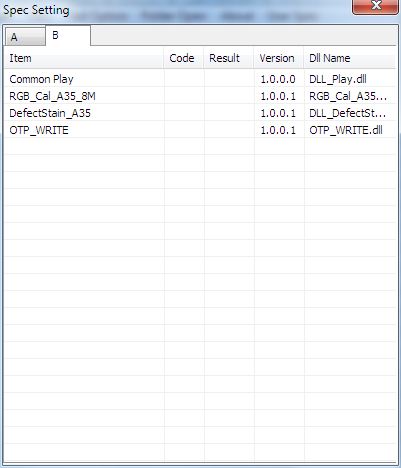 Spec Setting
A B
Item Code Result Version Dll Name
Common Play 1.0.0.0 DLL_Play.dll
RGB_Cal_A35_8M 1.0.0.1 RGB_Cal_A35...
DefectStain_A35 1.0.0.1 DLL_DefectSt...
OTP_WRITE 1.0.0.1 OTP_WRITE.dll